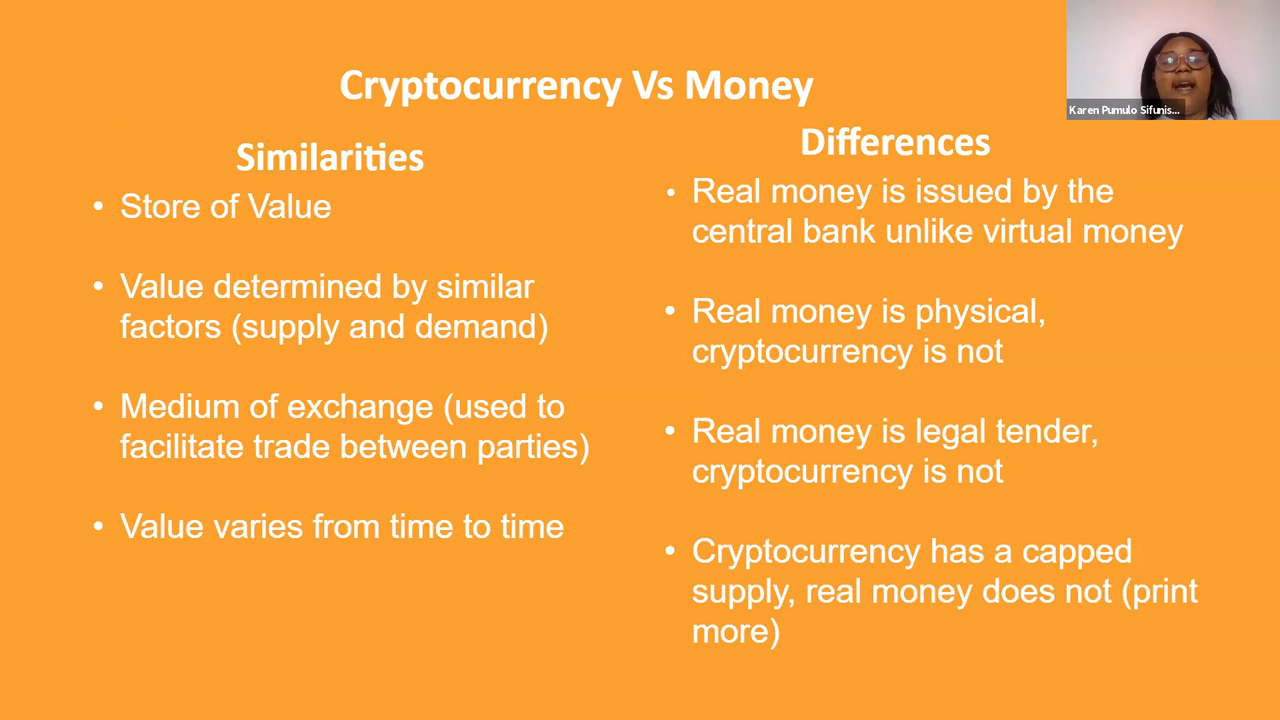 Cryptocurrency Vs Money
Similarities
• Store of Value
• Value determined by similar
factors (supply and demand)
• Medium of exchange (used to
facilitate trade between parties)
• Value varies from time to time
Differences
• Real money is issued by the
central bank unlike virtual money
• Real money is physical,
cryptocurrency is not
• Real money is legal tender,
cryptocurrency is not
• Cryptocurrency has a capped
supply, real money does not (print
more)
Karen Pumulo Sifunis...